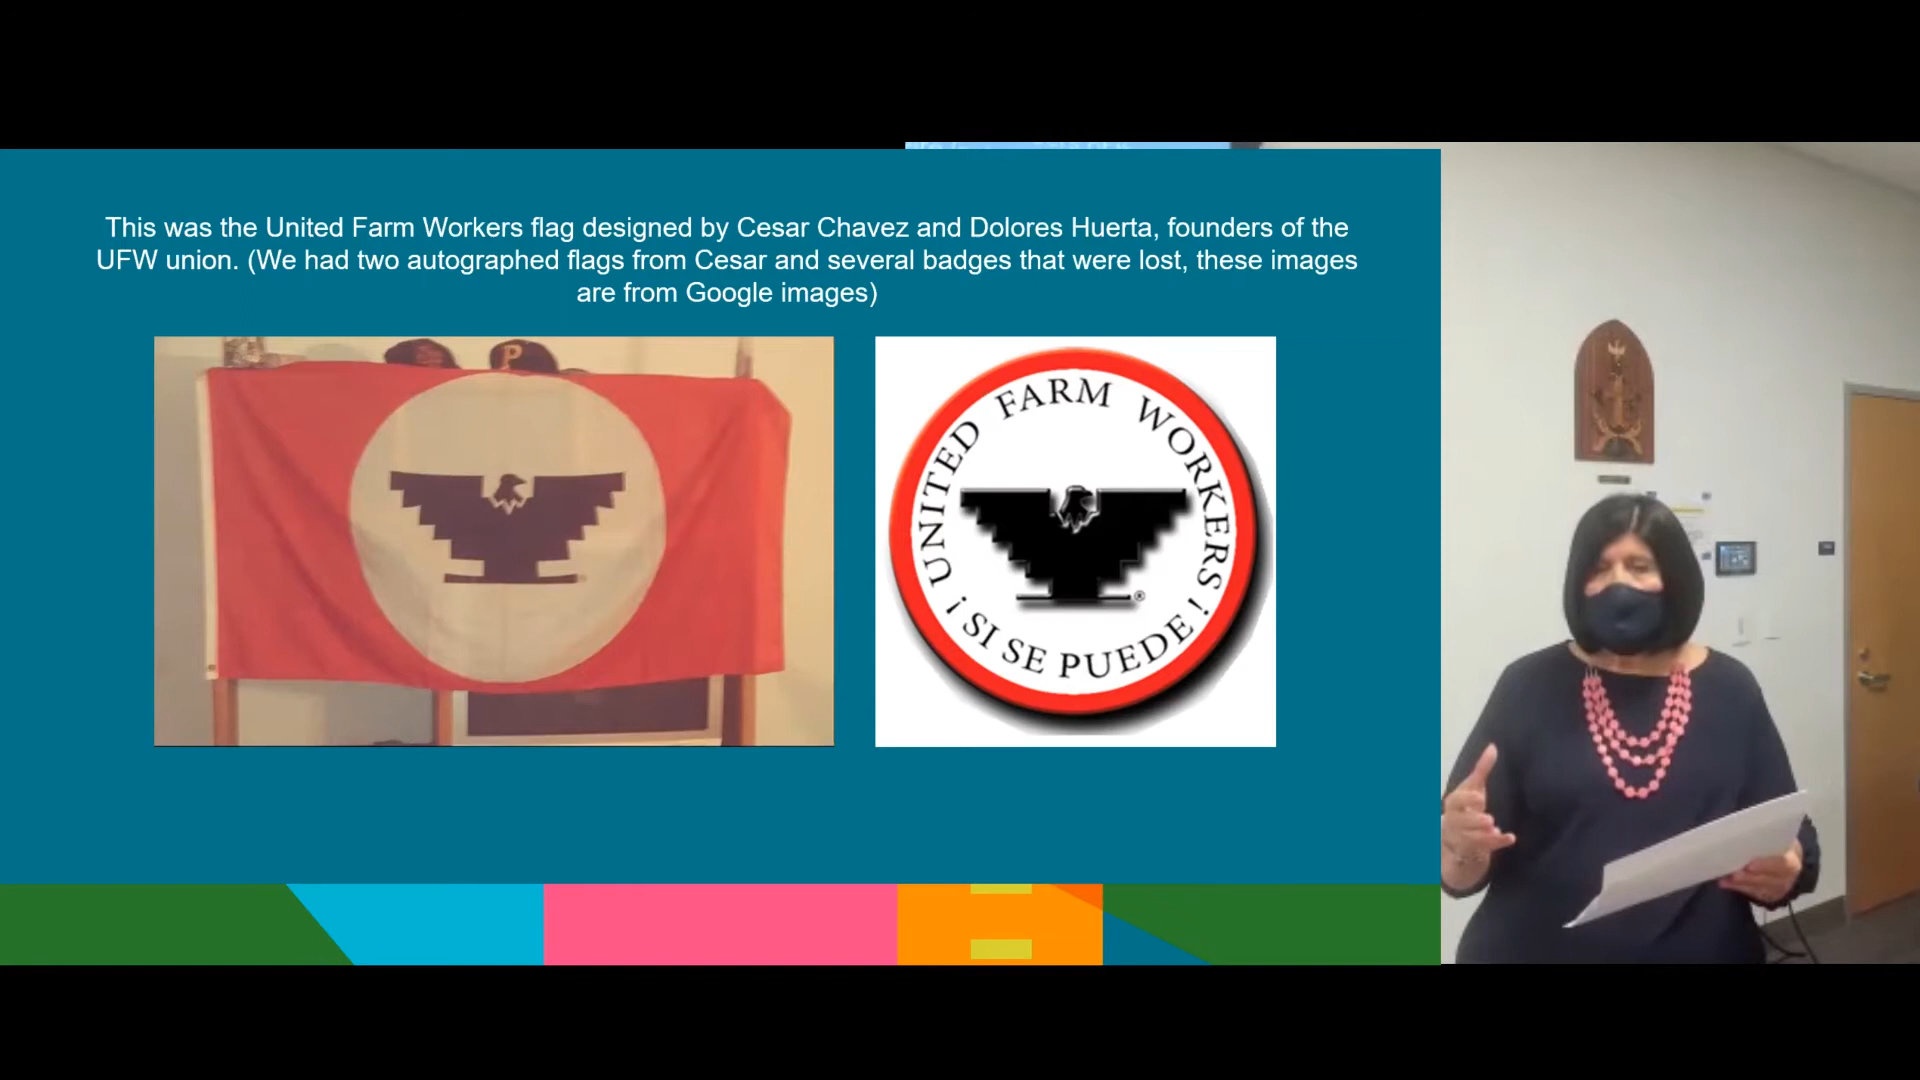 This was the United Farm Workers flag designed by Cesar Chavez and Dolores Huerta, founders of the
UFW union. (We had two autographed flags from Cesar and several badges that were lost, these images
are from Google images)
P
UNITED FARM WORKERS
¡SI SE PUEDE!
®